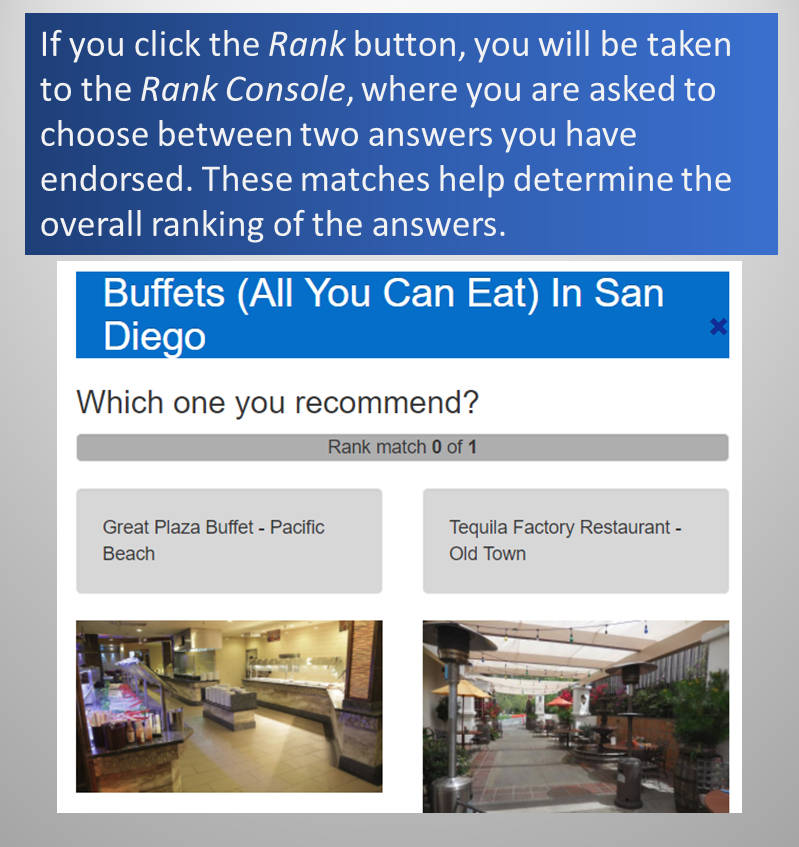 If you click the Rank button, you will be taken
to the Rank Console, where you are asked to
choose between two answers you have
endorsed. These matches help determine the
overall ranking of the answers.
Buffets (All You Can Eat) In San
Diego
Which one you recommend?
Rank match 0 of 1
Great Plaza Buffet - Pacific
Beach
Tequila Factory Restaurant -
Old Town